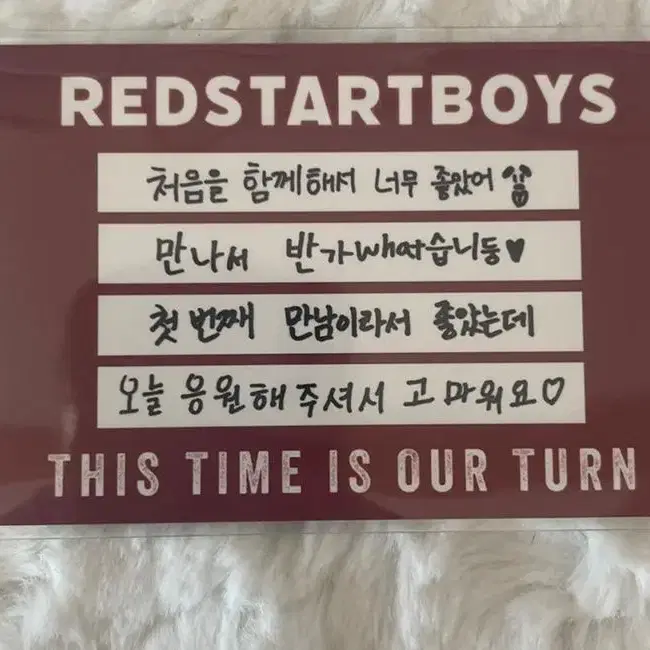 REDSTARTBOYS
처음을 함께해서 너무 좋았어
만나서 반가what습니둥♥
첫 번째 만남이라서 좋았는데
오늘 응원해주셔서 고마워요♡
THIS TIME IS OUR TURN